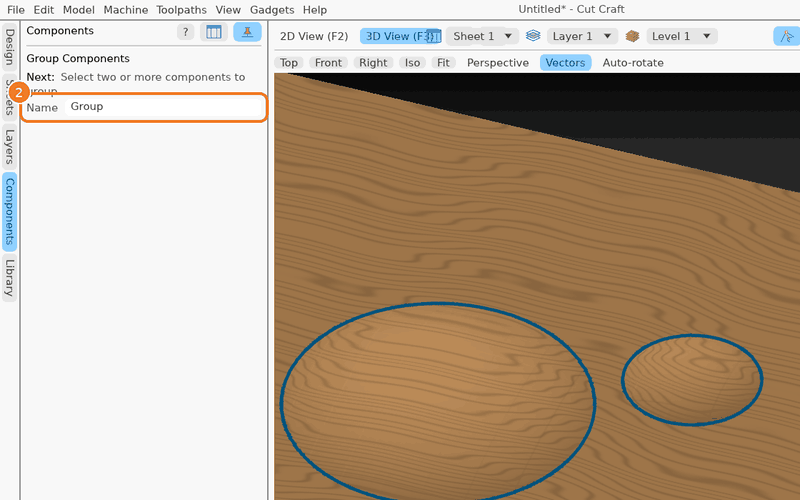 File Edit Model Machine Toolpaths View Gadgets Help
Untitled* - Cut Craft
Components
?
2D View (F2) 3D View (F3) Sheet 1 Layer 1 Level 1
Top Front Right Iso Fit Perspective Vectors Auto-rotate
Group Components
Next: Select two or more components to
group
2
Name Group
Design
Sheets
Layers
Components
Library